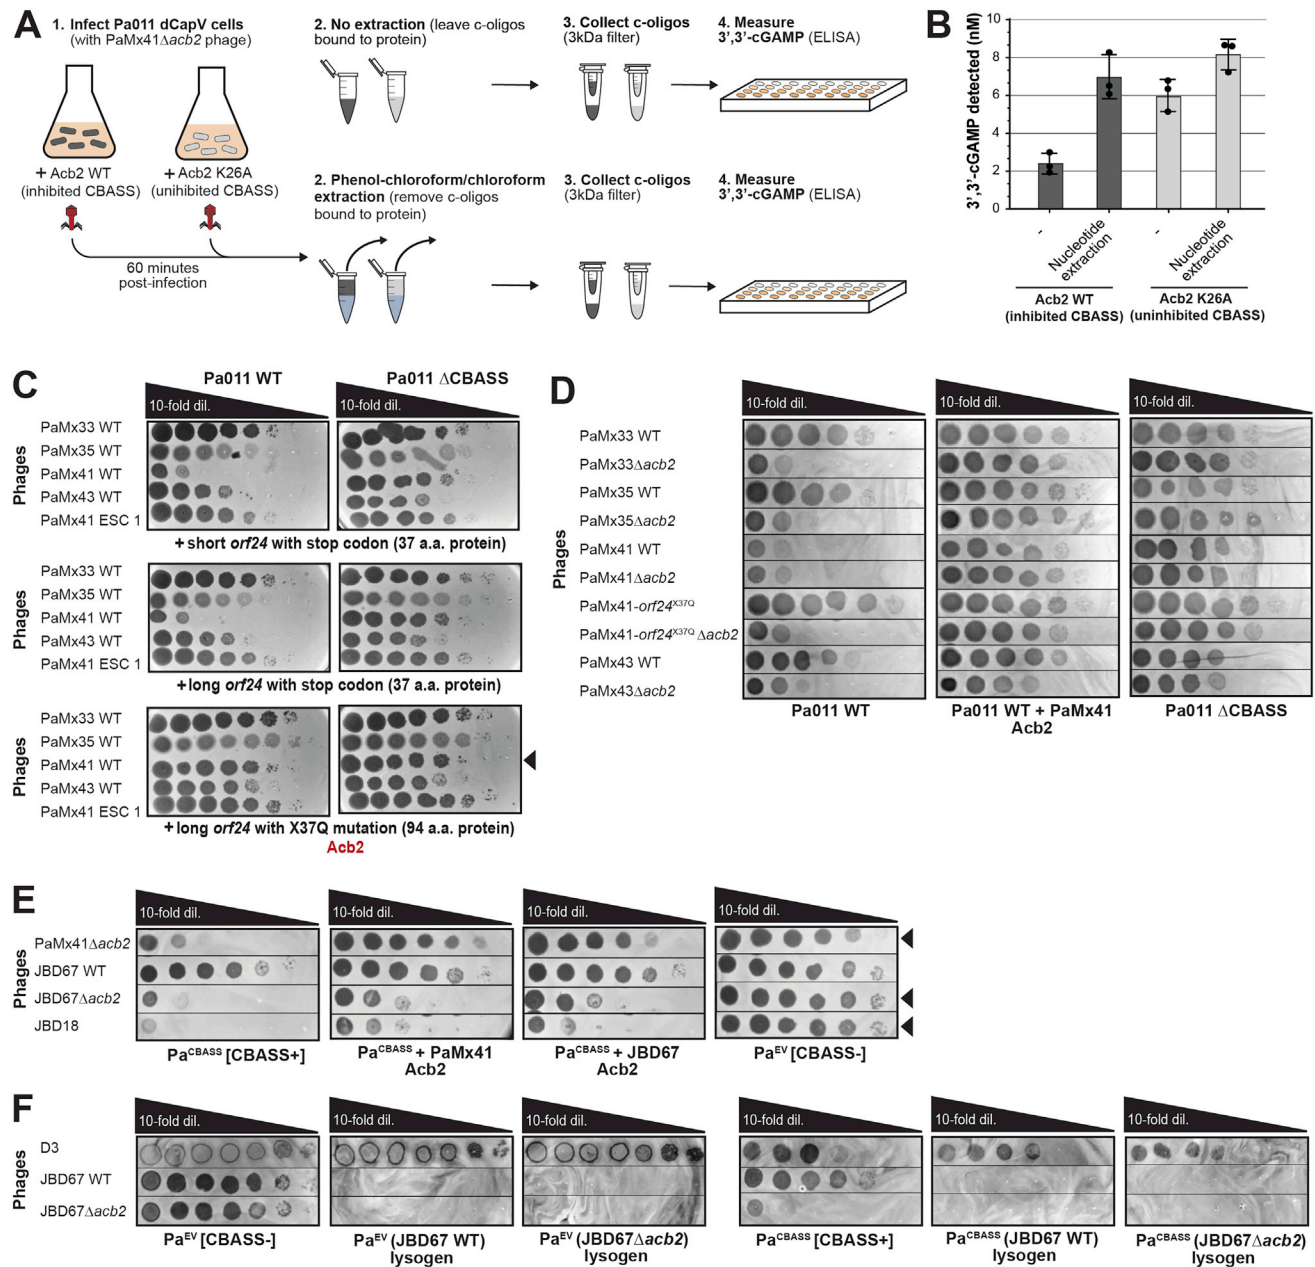 A
1. Infect Pa011 dCapV cells
(with PaMx41Δacb2 phage)
+ Acb2 WT
(inhibited CBASS)
+ Acb2 K26A
(unihibited CBASS)
60 minutes
post-infection
2. No extraction (leave c-oligos
bound to protein)
3. Collect c-oligos
(3kDa filter)
4. Measure
3’,3’-cGAMP (ELISA)
2. Phenol-chloroform/chloroform
extraction (remove c-oligos
bound to protein)
3. Collect c-oligos
(3kDa filter)
4. Measure
3’,3’-cGAMP (ELISA)
B
3’,3’-cGAMP detected (nM)
10
8
6
4
2
0
-
Nucleotide
extraction
-
Nucleotide
extraction
Acb2 WT
(inhibited CBASS)
Acb2 K26A
(uninhibited CBASS)
C
Pa011 WT
Pa011 ΔCBASS
10-fold dil.
10-fold dil.
Phages
PaMx33 WT
PaMx35 WT
PaMx41 WT
PaMx43 WT
PaMx41 ESC 1
+ short orf24 with stop codon (37 a.a. protein)
Phages
PaMx33 WT
PaMx35 WT
PaMx41 WT
PaMx43 WT
PaMx41 ESC 1
+long orf24 with stop codon (37 a.a. protein)
Phages
PaMx33 WT
PaMx35 WT
PaMx41 WT
PaMx43 WT
PaMx41 ESC 1
+long orf24 with X37Q mutation (94 a.a. protein)
Acb2
D
10-fold dil.
10-fold dil.
10-fold dil.
Phages
PaMx33 WT
PaMx33Δacb2
PaMx35 WT
PaMx35Δacb2
PaMx41 WT
PaMx41Δacb2
PaMx41-orf24X37Q
PaMx41-orf24X37Q Δacb2
PaMx43 WT
PaMx43Δacb2
Pa011 WT
Pa011 WT + PaMx41
Acb2
Pa011 ΔCBASS
E
10-fold dil.
10-fold dil.
10-fold dil.
10-fold dil.
Phages
PaMx41Δacb2
JBD67 WT
JBD67Δacb2
JBD18
PaCBASS [CBASS+]
PaCBASS + PaMx41
Acb2
PaCBASS + JBD67
Acb2
PaEV [CBASS-]
F
10-fold dil.
10-fold dil.
10-fold dil.
10-fold dil.
10-fold dil.
10-fold dil.
Phages
D3
JBD67 WT
JBD67Δacb2
PaEV [CBASS-]
PaEV (JBD67 WT)
lysogen
PaEV (JBD67Δacb2)
lysogen
PaCBASS [CBASS+]
PaCBASS (JBD67 WT)
lysogen
PaCBASS (JBD67Δacb2)
lysogen